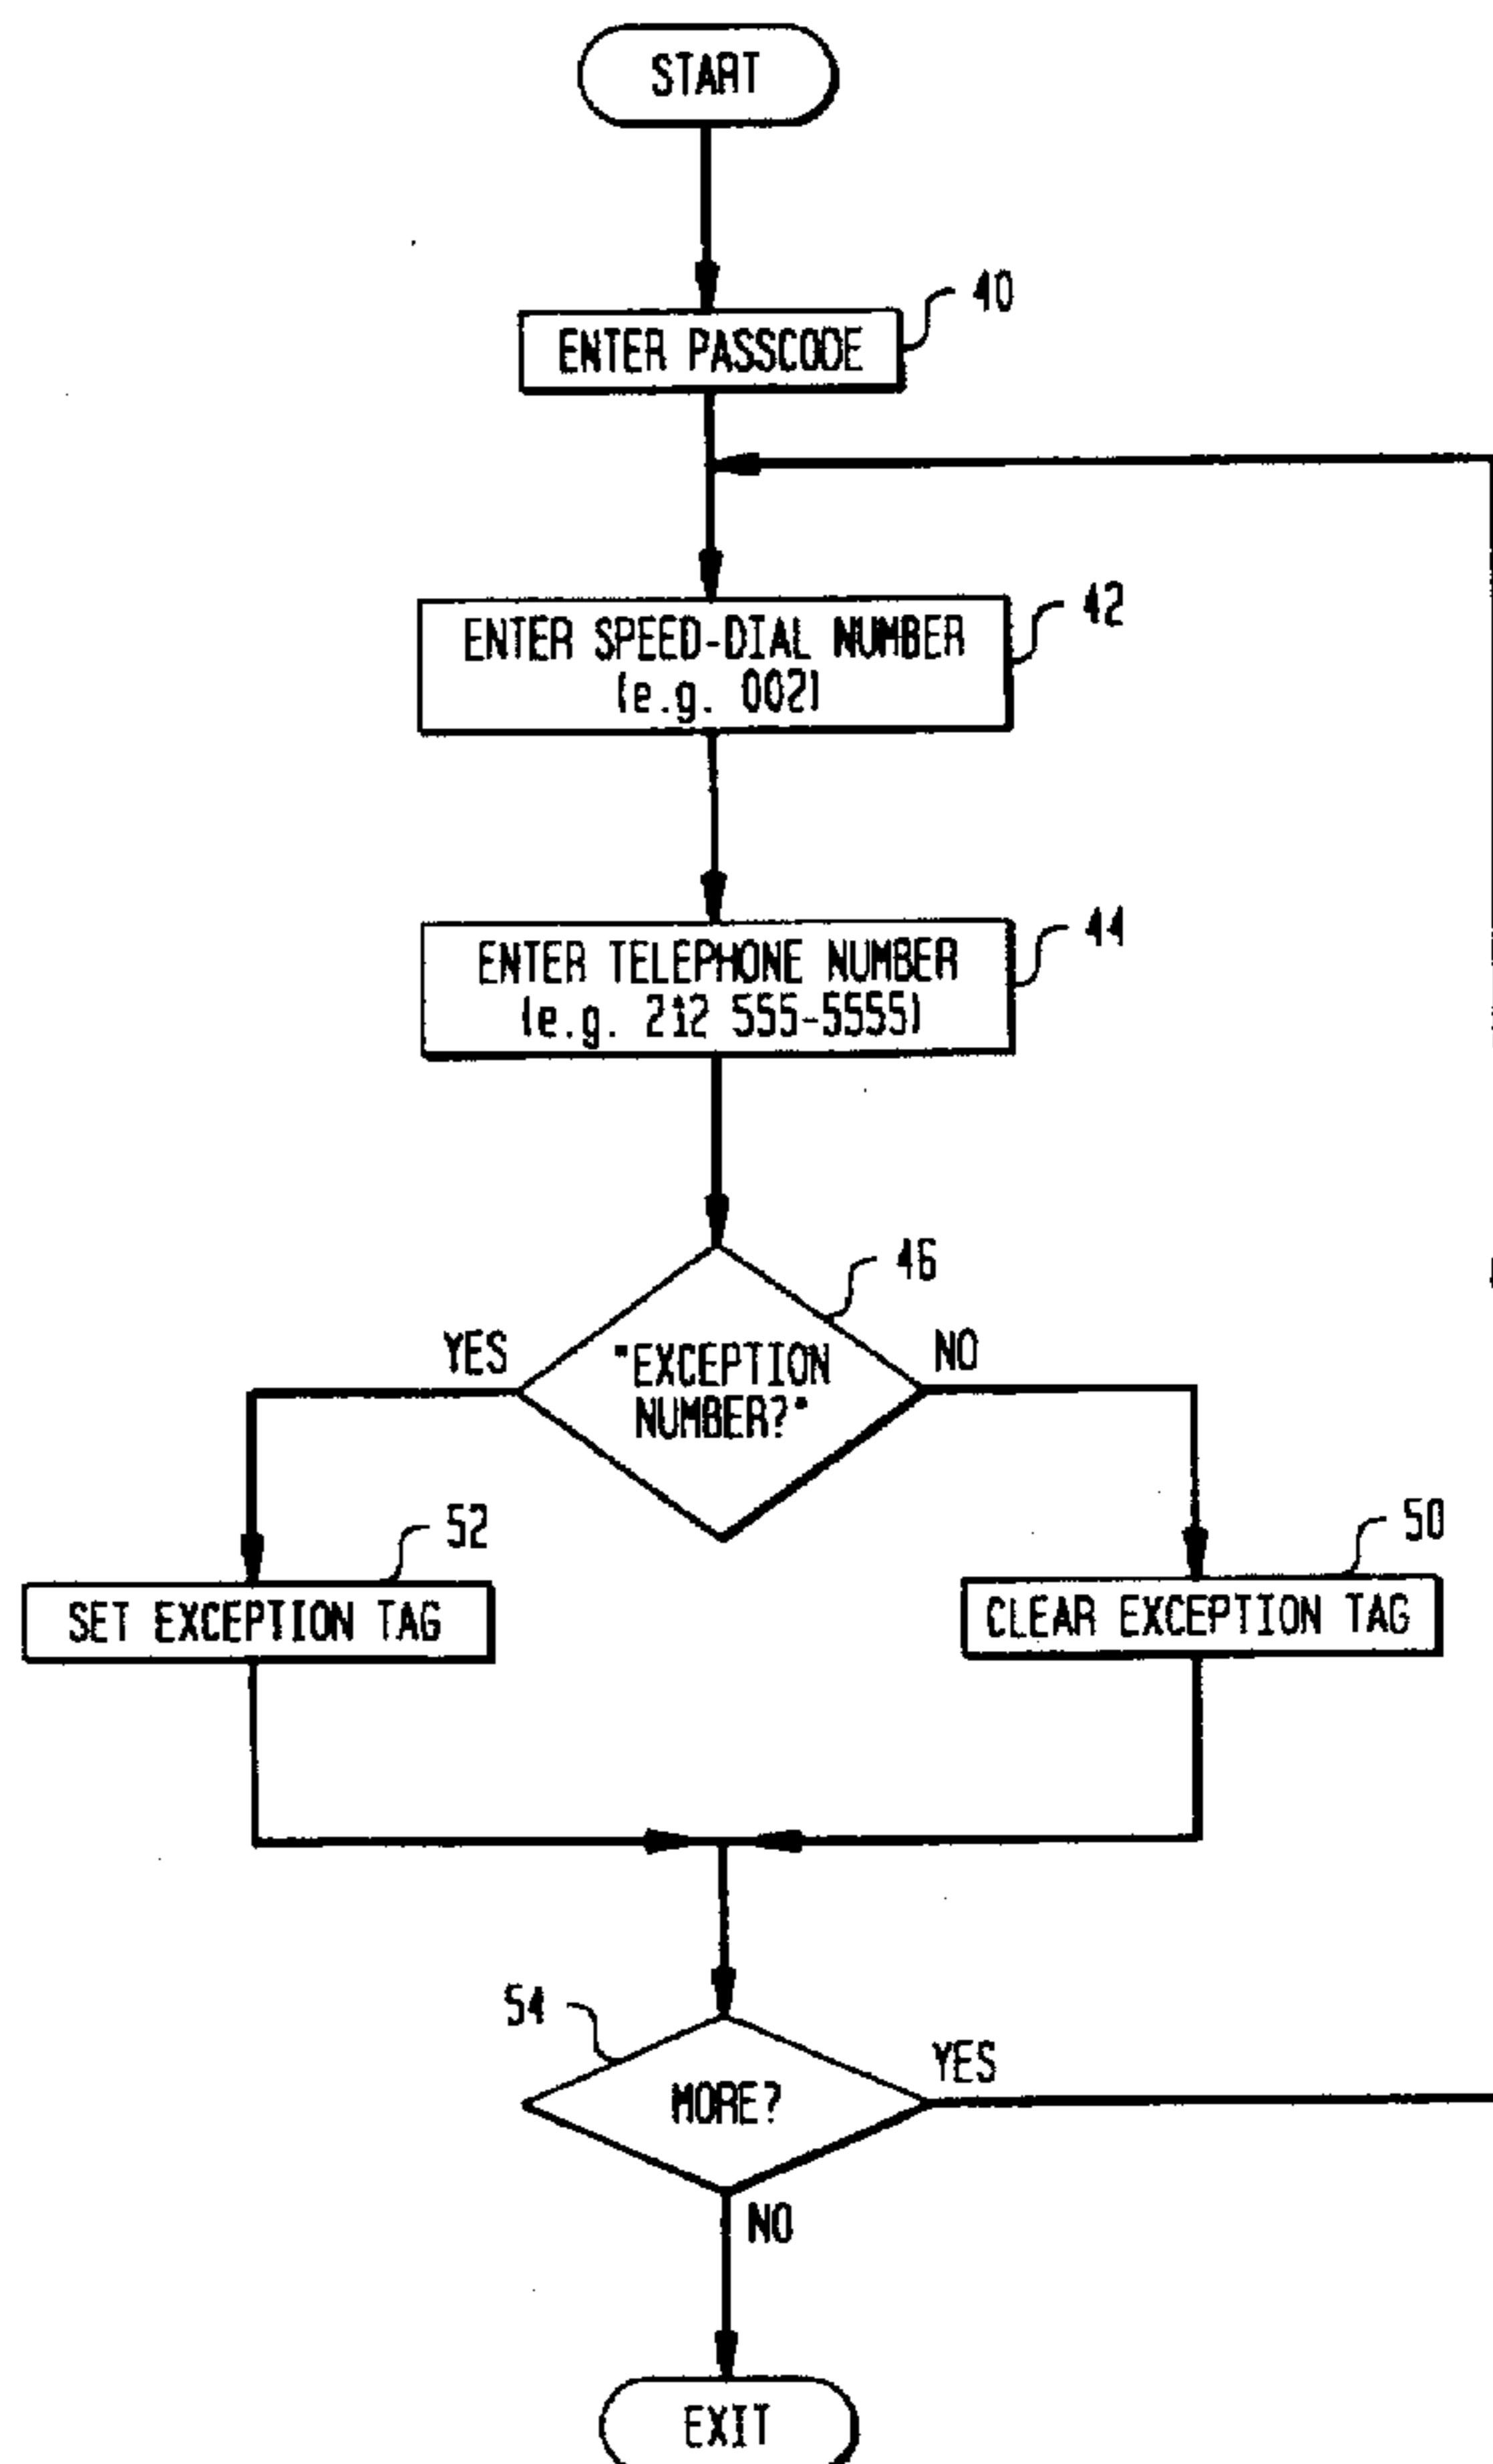 START
ENTER PASSCODE
40
ENTER SPEED-DIAL NUMBER
(e.g. 002)
42
ENTER TELEPHONE NUMBER
(e.g. 212 555-5555)
44
46
YES
"EXCEPTION
NUMBER?"
NO
52
50
SET EXCEPTION TAG
CLEAR EXCEPTION TAG
54
MORE?
YES
NO
EXIT